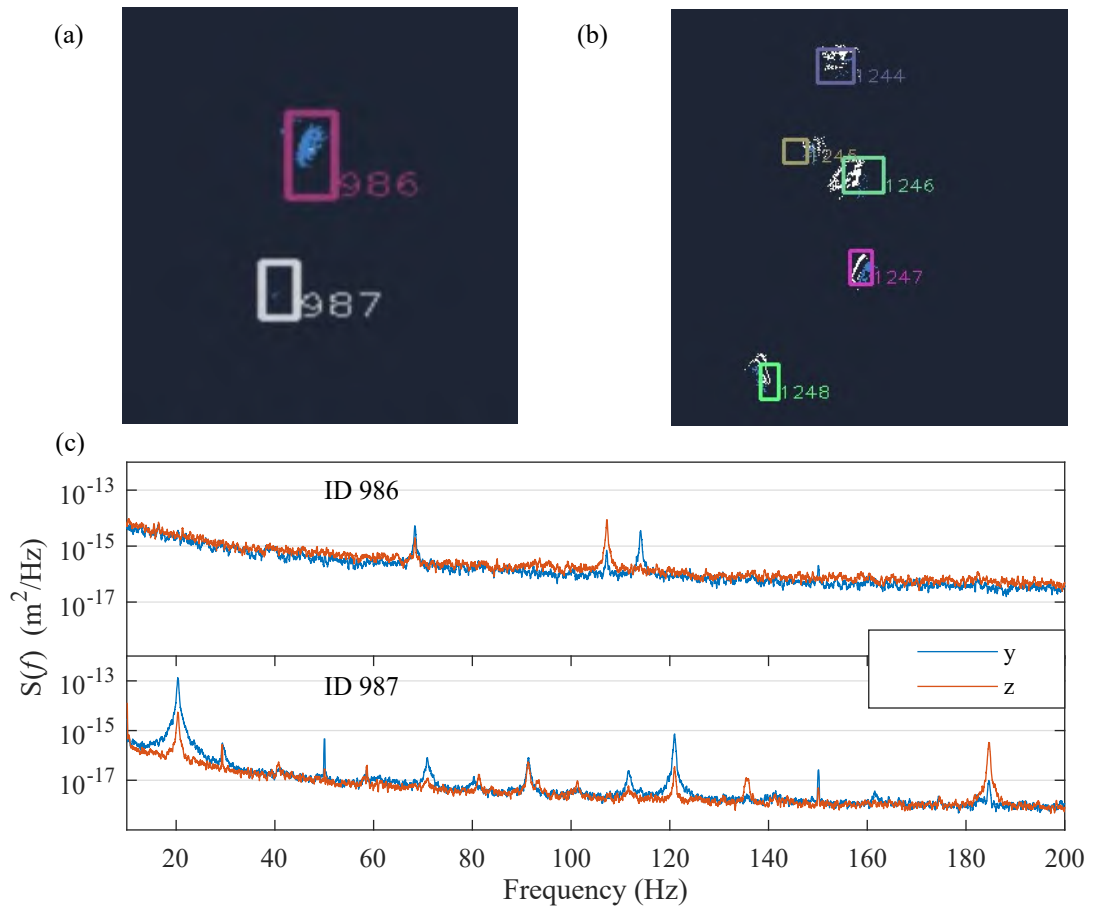 (a)
(b)
986
987
1244
1245
1246
1247
1248
(c)
ID 986
10^-13
10^-15
10^-17
S(f) (m^2/Hz)
y
z
ID 987
10^-13
10^-15
10^-17
20 40 60 80 100 120 140 160 180 200
Frequency (Hz)